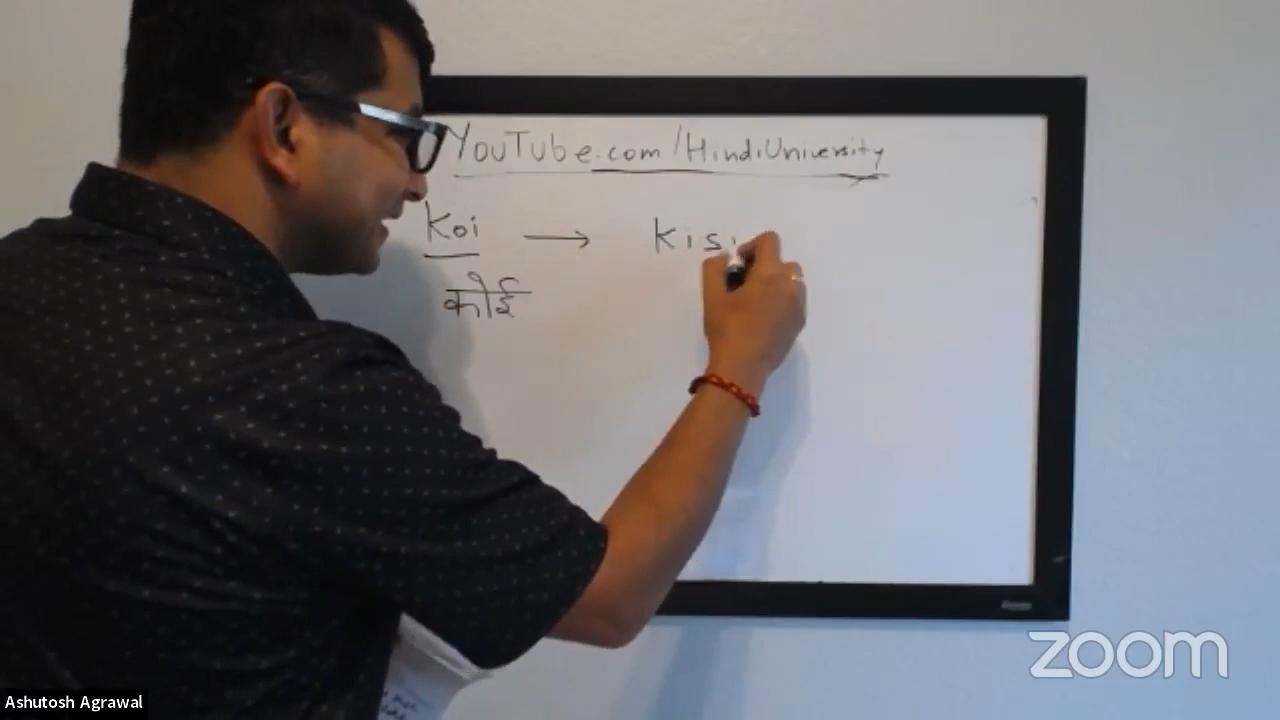 YouTube.com/HindiUniversity
Koi → Kisi
कोई
zoom
Ashutosh Agrawal